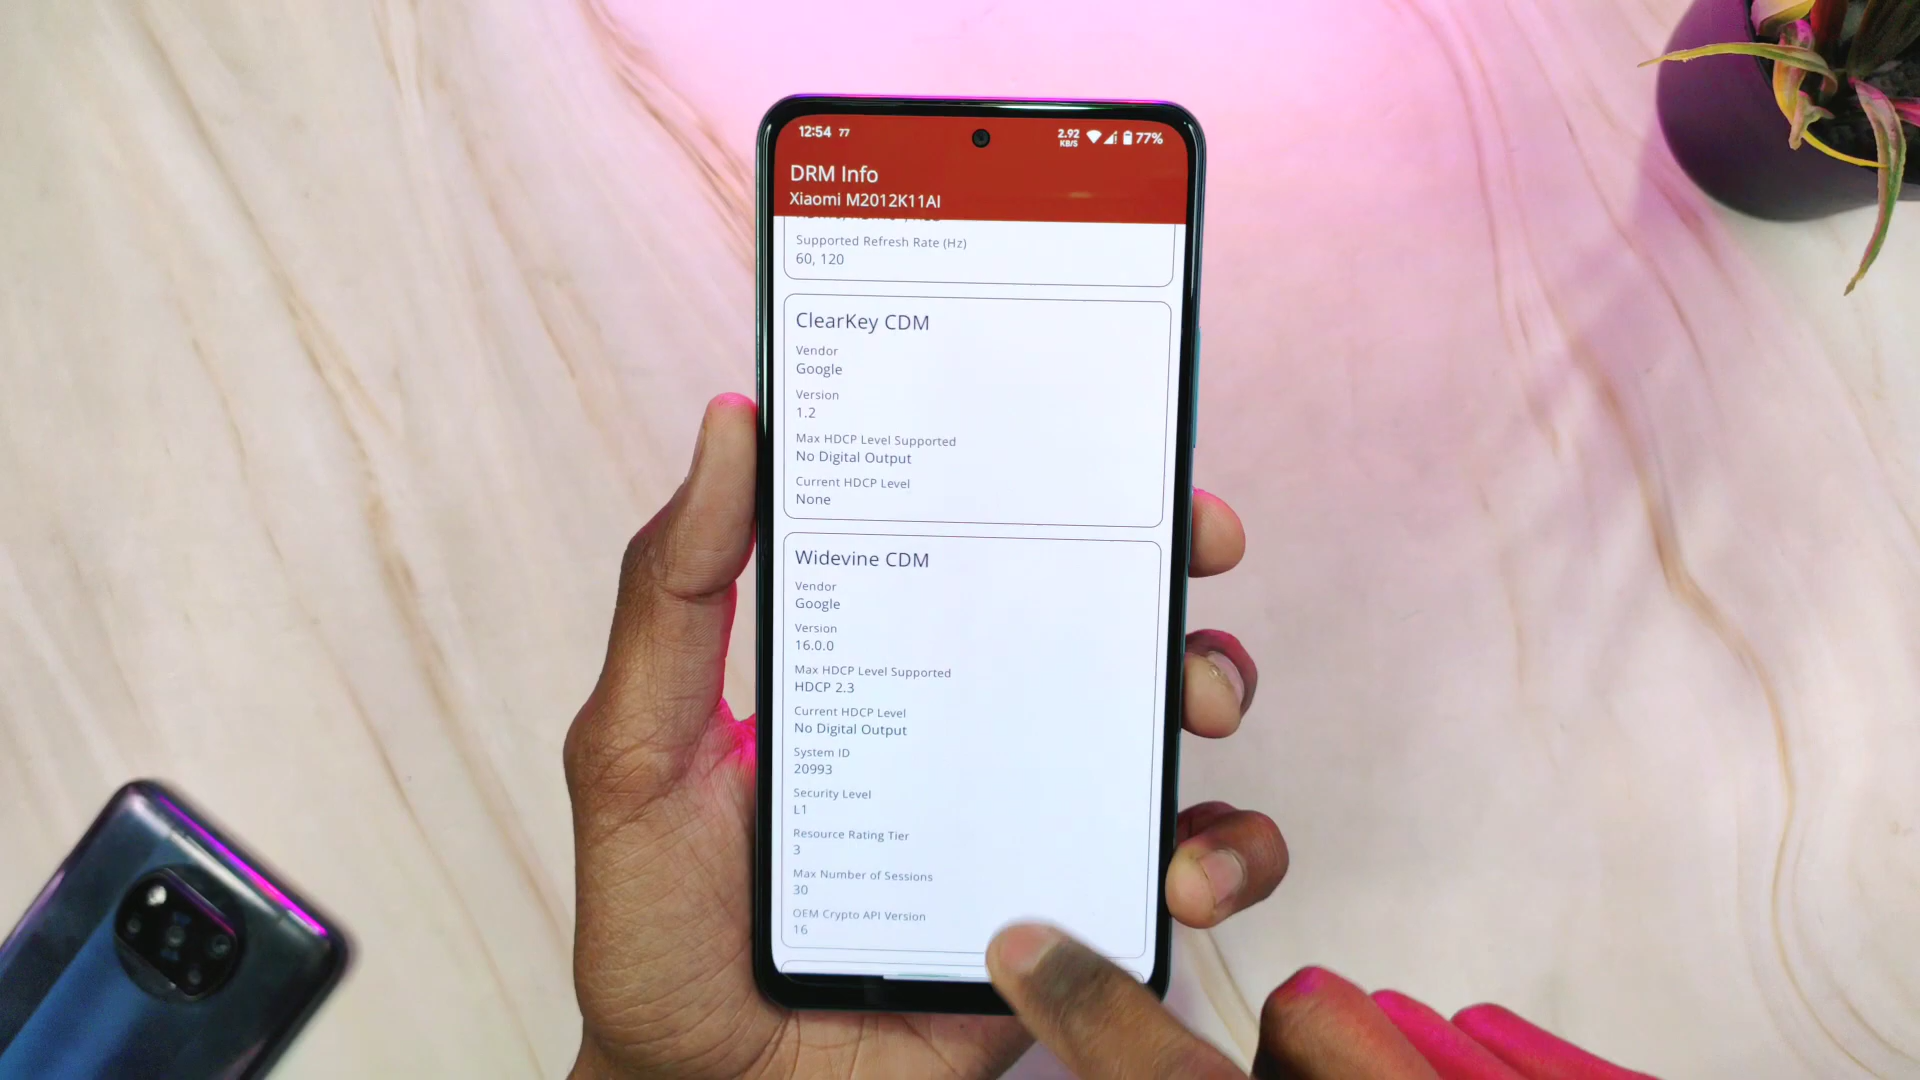 12:54 77
2.92
KB/S
77%
DRM Info
Xiaomi M2012K11AI
Supported Refresh Rate (Hz)
60, 120
ClearKey CDM
Vendor
Google
Version
1.2
Max HDCP Level Supported
No Digital Output
Current HDCP Level
None
Widevine CDM
Vendor
Google
Version
16.0.0
Max HDCP Level Supported
HDCP 2.3
Current HDCP Level
No Digital Output
System ID
20993
Security Level
L1
Resource Rating Tier
3
Max Number of Sessions
30
OEM Crypto API Version
16